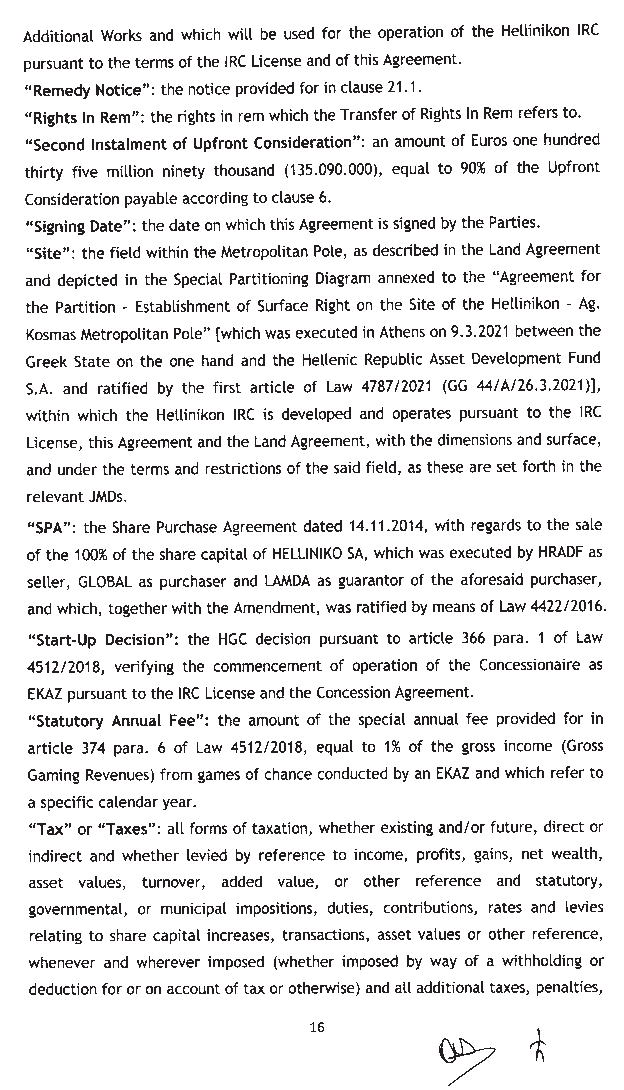 Additional Works and which will be used for the operation of the Hellinikon IRC
pursuant to the terms of the IRC License and of this Agreement.
“Remedy Notice”: the notice provided for in clause 21.1.
“Rights In Rem”: the rights in rem which the Transfer of Rights In Rem refers to.
“Second Instalment of Upfront Consideration”: an amount of Euros one hundred
thirty five million ninety thousand (135.090.000), equal to 90% of the Upfront
Consideration payable according to clause 6.
“Signing Date”: the date on which this Agreement is signed by the Parties.
“Site”: the field within the Metropolitan Pole, as described in the Land Agreement
and depicted in the Special Partitioning Diagram annexed to the “Agreement for
the Partition - Establishment of Surface Right on the Site of the Hellinikon - Ag.
Kosmas Metropolitan Pole” [which was executed in Athens on 9.3.2021 between the
Greek State on the one hand and the Hellenic Republic Asset Development Fund
S.A. and ratified by the first article of Law 4787/2021 (GG 44/A/26.3.2021)],
within which the Hellinikon IRC is developed and operates pursuant to the IRC
License, this Agreement and the Land Agreement, with the dimensions and surface,
and under the terms and restrictions of the said field, as these are set forth in the
relevant JMDs.
“SPA”: the Share Purchase Agreement dated 14.11.2014, with regards to the sale
of the 100% of the share capital of HELLINIKO SA, which was executed by HRADF as
seller, GLOBAL as purchaser and LAMDA as guarantor of the aforesaid purchaser,
and which, together with the Amendment, was ratified by means of Law 4422/2016.
“Start-Up Decision”: the HGC decision pursuant to article 366 para. 1 of Law
4512/2018, verifying the commencement of operation of the Concessionaire as
EKAZ pursuant to the IRC License and the Concession Agreement.
“Statutory Annual Fee”: the amount of the special annual fee provided for in
article 374 para. 6 of Law 4512/2018, equal to 1% of the gross income (Gross
Gaming Revenues) from games of chance conducted by an EKAZ and which refer to
a specific calendar year.
“Tax” or “Taxes”: all forms of taxation, whether existing and/or future, direct or
indirect and whether levied by reference to income, profits, gains, net wealth,
asset values, turnover, added value, or other reference and statutory,
governmental, or municipal impositions, duties, contributions, rates and levies
relating to share capital increases, transactions, asset values or other reference,
whenever and wherever imposed (whether imposed by way of a withholding or
deduction for or on account of tax or otherwise) and all additional taxes, penalties,
16